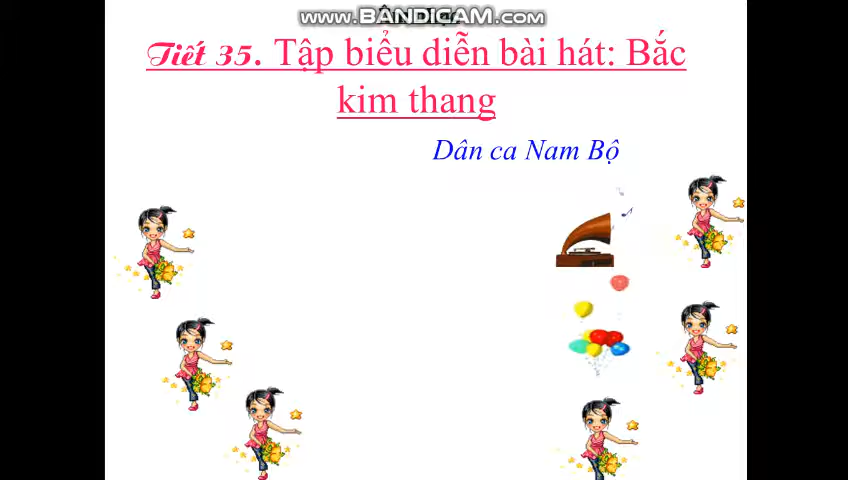 www.BANDICAM.com
Tiết 35. Tập biểu diễn bài hát: Bắc
kim thang
Dân ca Nam Bộ